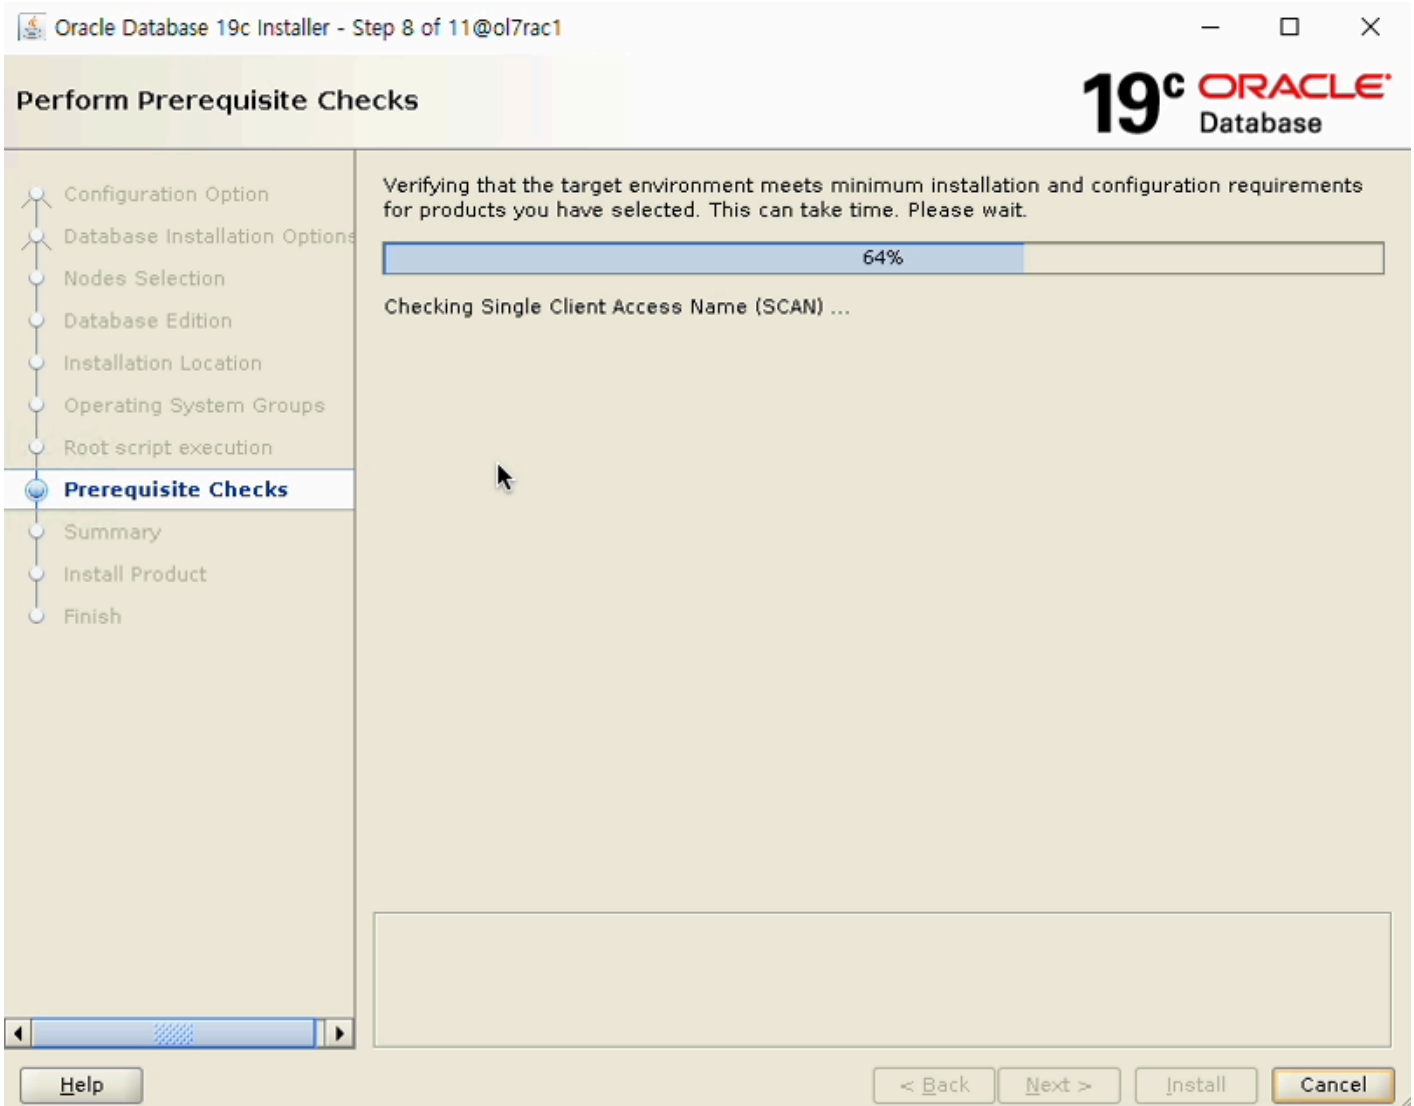 Oracle Database 19c Installer - Step 8 of 11@ol7rac1
Perform Prerequisite Checks
19c ORACLE
Database
Configuration Option
Database Installation Options
Nodes Selection
Database Edition
Installation Location
Operating System Groups
Root script execution
Prerequisite Checks
Summary
Install Product
Finish
Verifying that the target environment meets minimum installation and configuration requirements
for products you have selected. This can take time. Please wait.
64%
Checking Single Client Access Name (SCAN) ...
Help
< Back
Next >
Install
Cancel